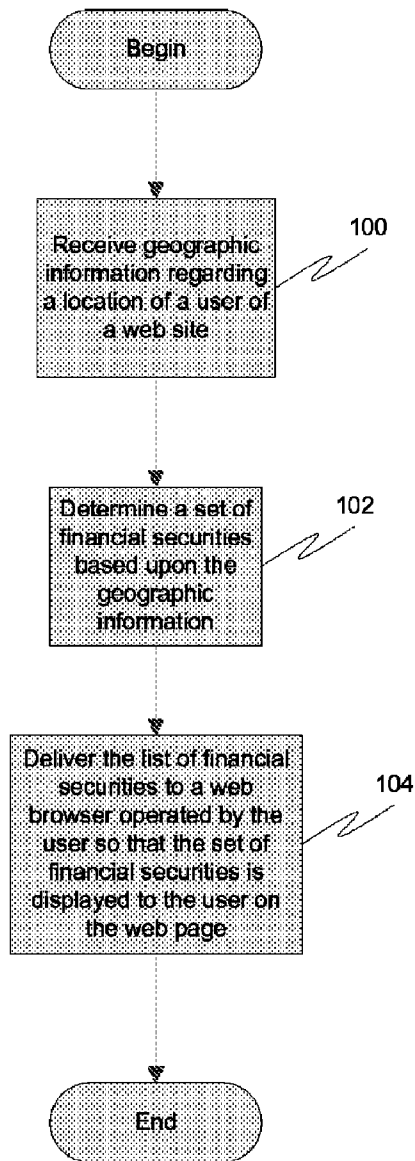 Begin
Receive geographic
information regarding
a location of a user of
a web site
100
Determine a set of
financial securities
based upon the
geographic
information
102
Deliver the list of financial
securities to a web
browser operated by the
user so that the set of
financial securities is
displayed to the user on
the web page
104
End